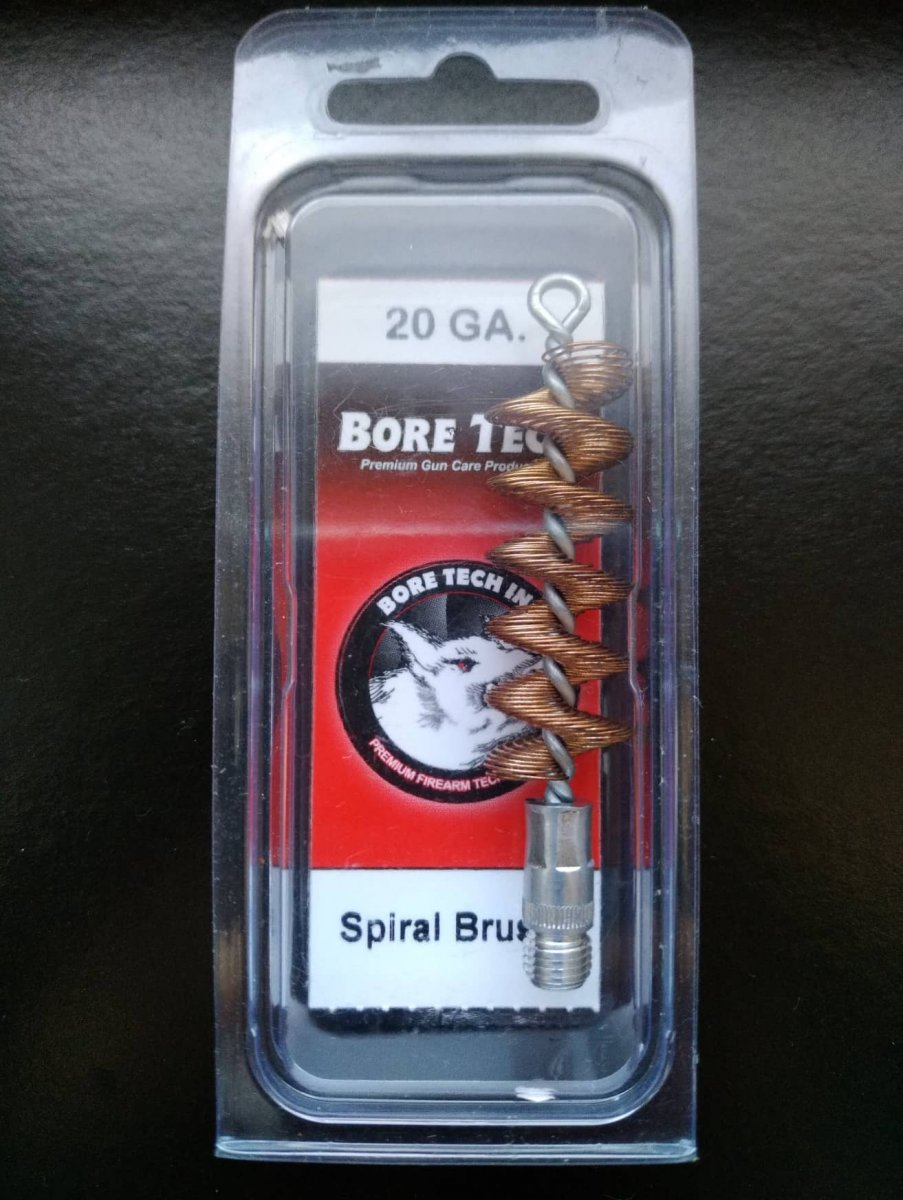 20 GA.
BORE TEC
Premium Gun Care Produ
BORE TECH IN
PREMIUM FIREARM TEC
Spiral Brus